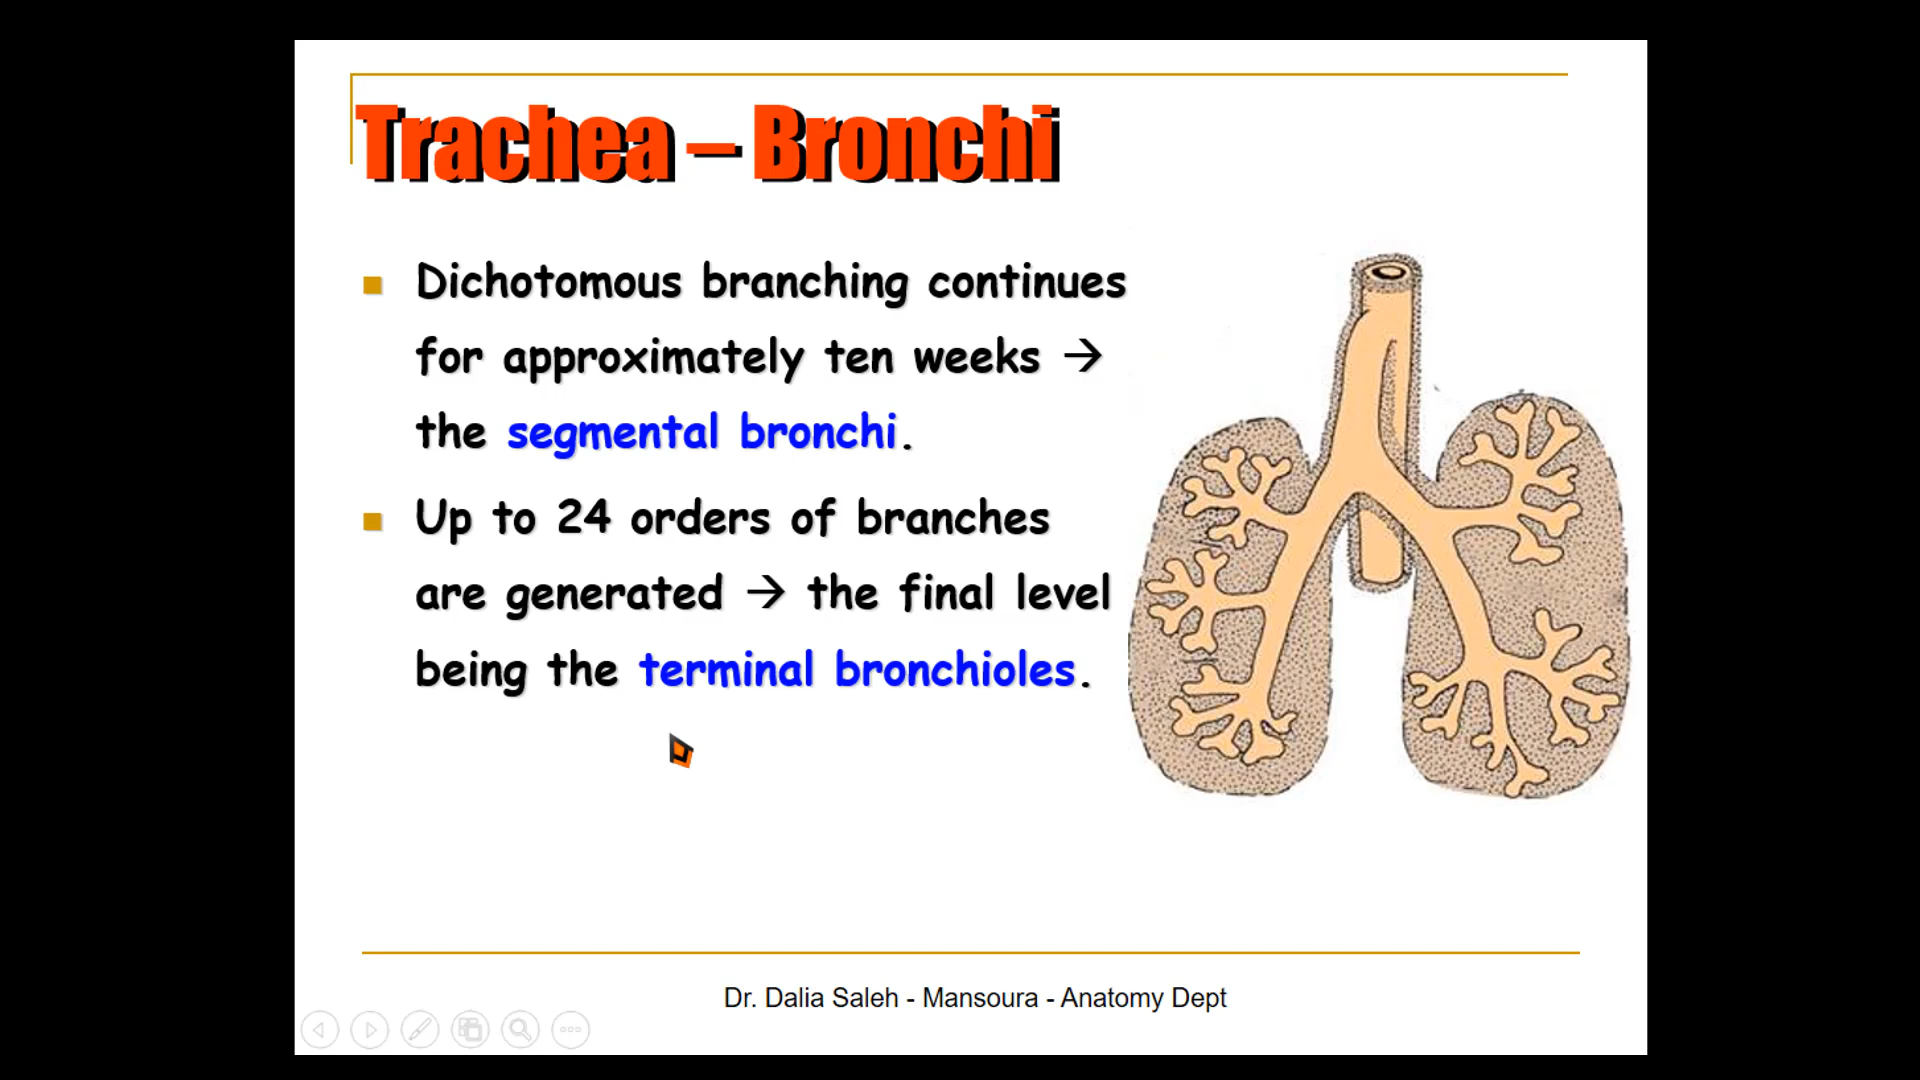 Trachea – Bronchi
Dichotomous branching continues
for approximately ten weeks →
the segmental bronchi.
Up to 24 orders of branches
are generated → the final level
being the terminal bronchioles.
Dr. Dalia Saleh - Mansoura - Anatomy Dept